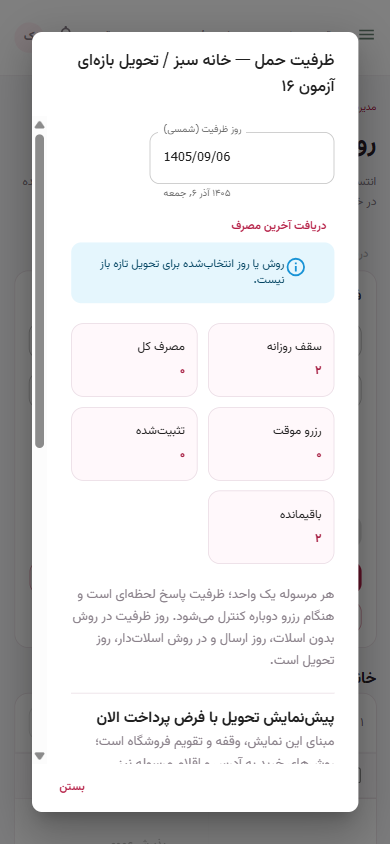 ظرفیت حمل — خانه سبز / تحویل بازه‌ای
آزمون ۱۶
روز ظرفیت (شمسی)
1405/09/06
۱۴۰۵ آذر ۶, جمعه
دریافت آخرین مصرف
روش یا روز انتخاب‌شده برای تحویل تازه باز
نیست.
سقف روزانه
۲
مصرف کل
۰
رزرو موقت
۰
تثبیت‌شده
۰
باقیمانده
۲
هر مرسوله یک واحد؛ ظرفیت پاسخ لحظه‌ای است و
هنگام رزرو دوباره کنترل می‌شود. روز ظرفیت در روش
بدون اسلات، روز ارسال و در روش اسلات‌دار، روز
تحویل است.
پیش‌نمایش تحویل با فرض پرداخت الان
مبنای این نمایش، وقفه و تقویم فروشگاه است؛
بستن